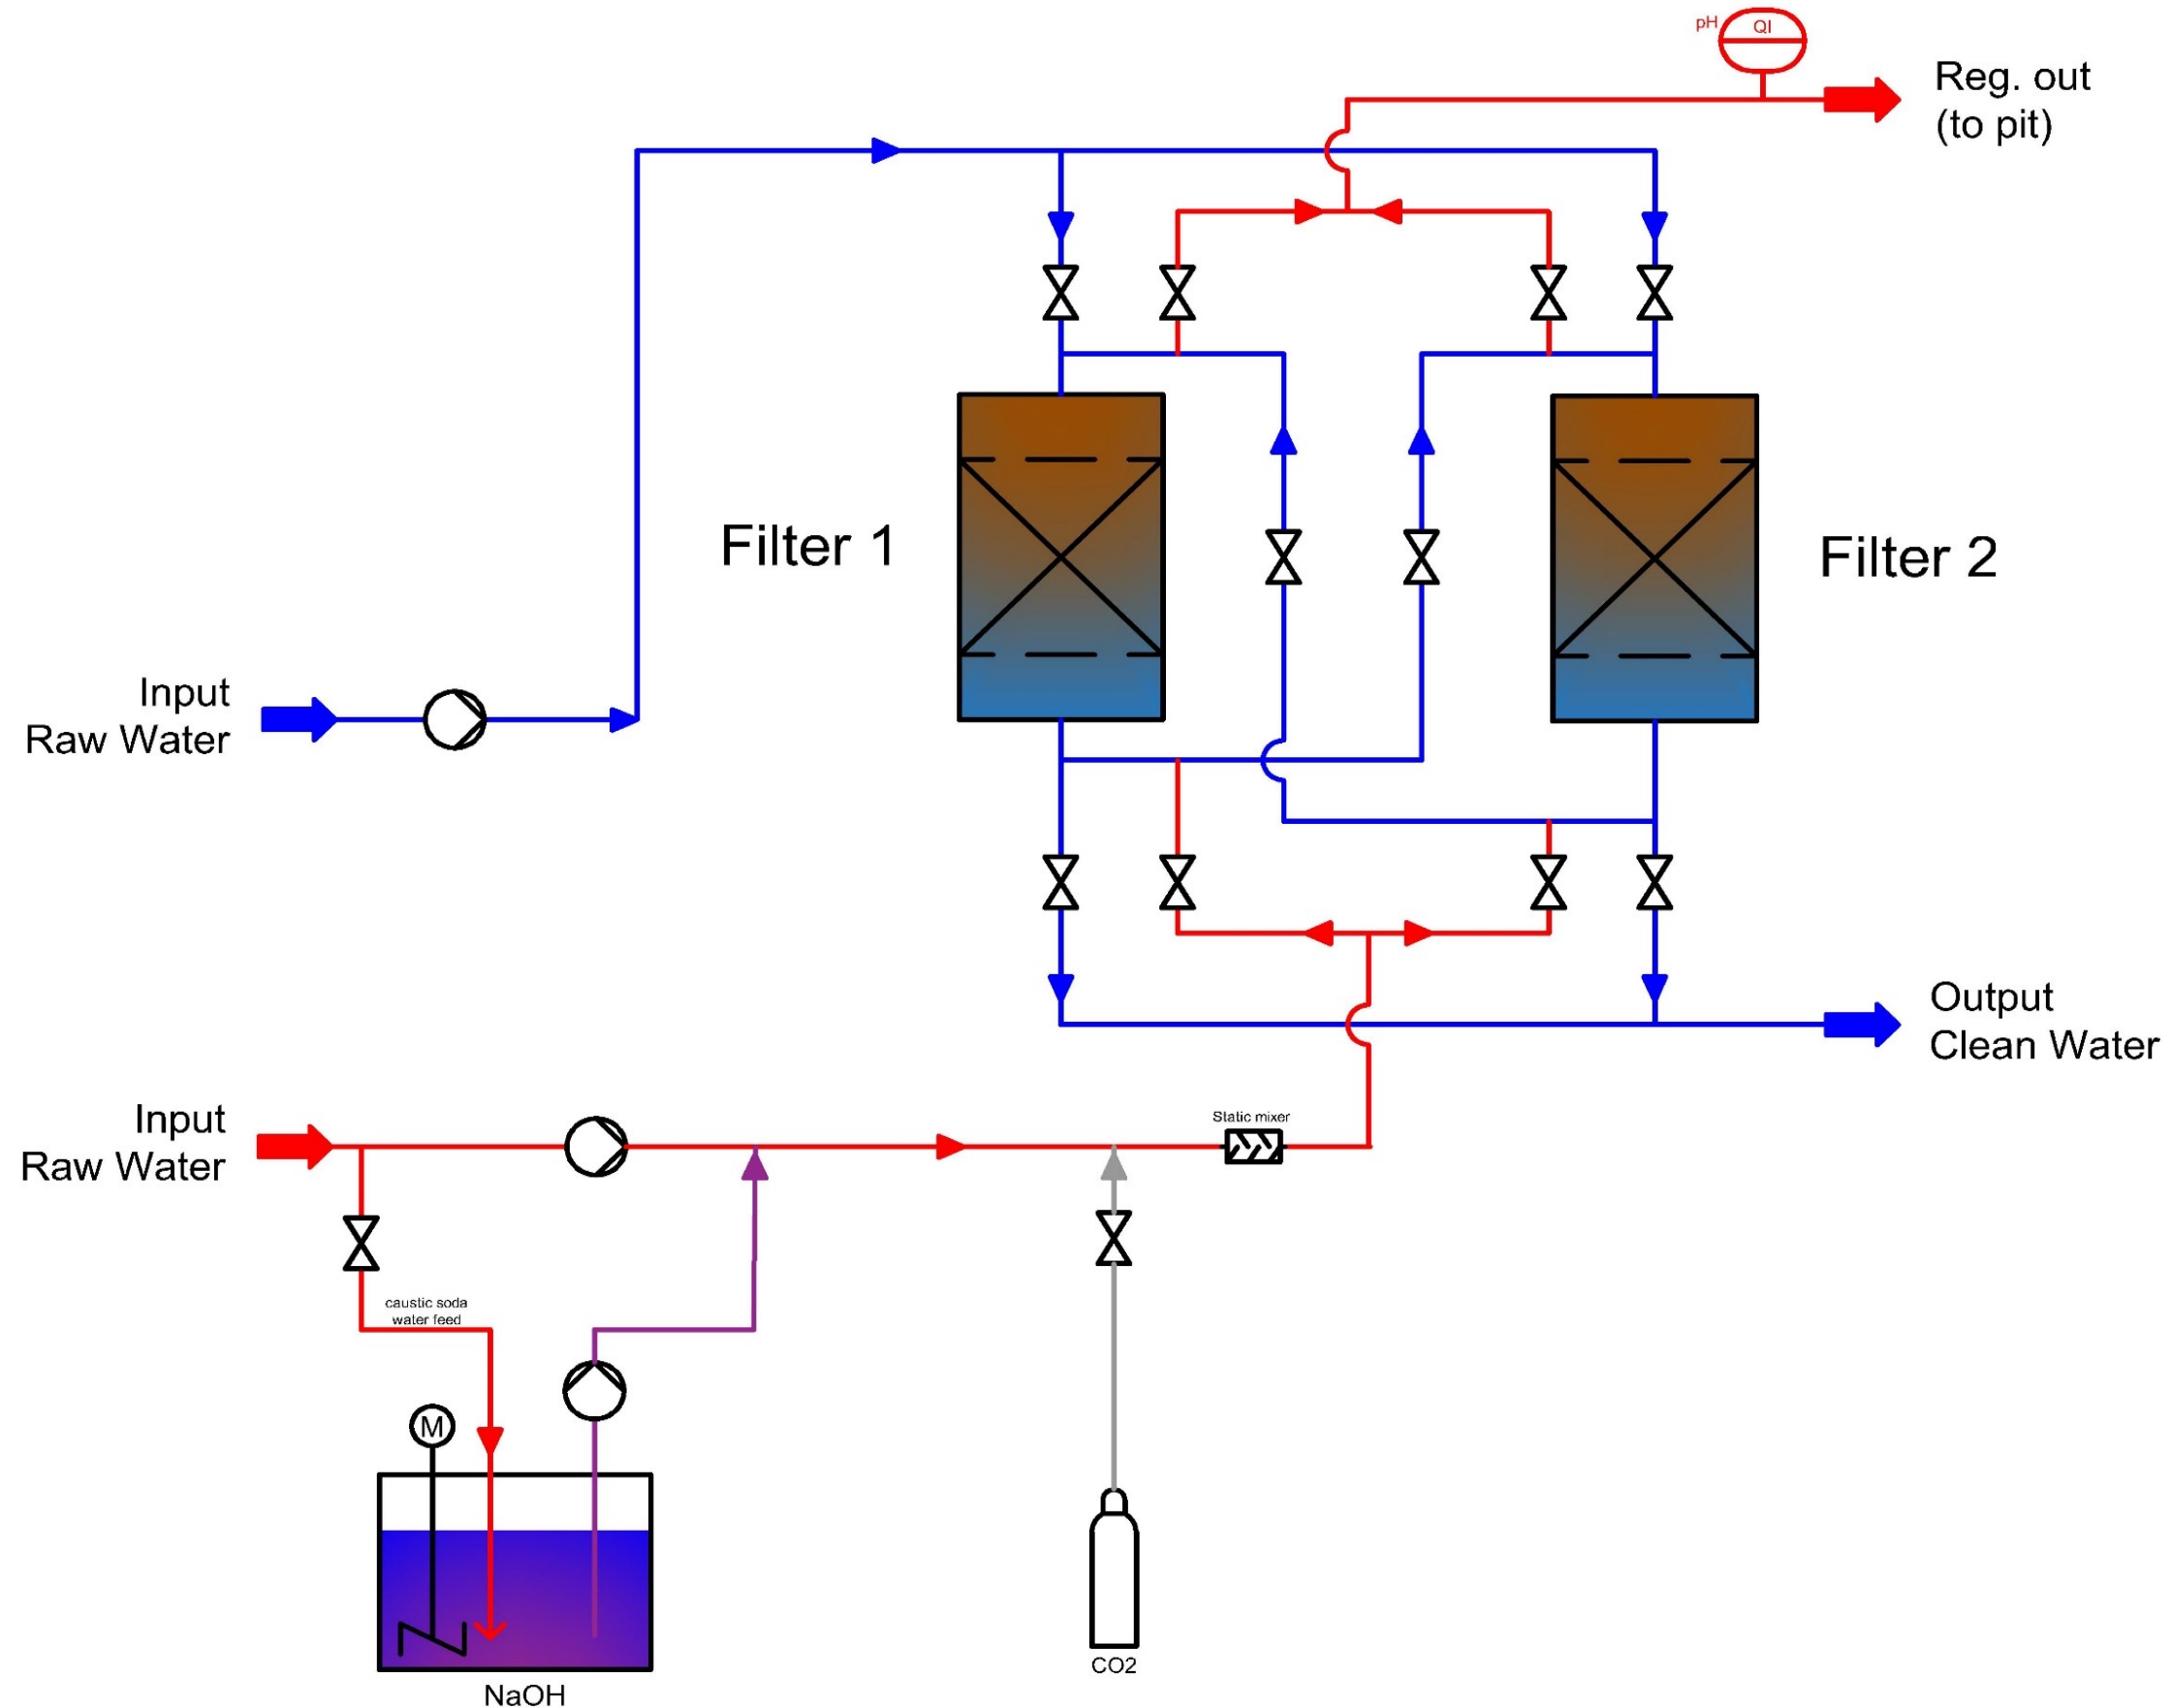 pH
QI
Reg. out
(to pit)
Filter 1
Filter 2
Input
Raw Water
Output
Clean Water
Input
Raw Water
Static mixer
caustic soda
water feed
M
NaOH
CO2